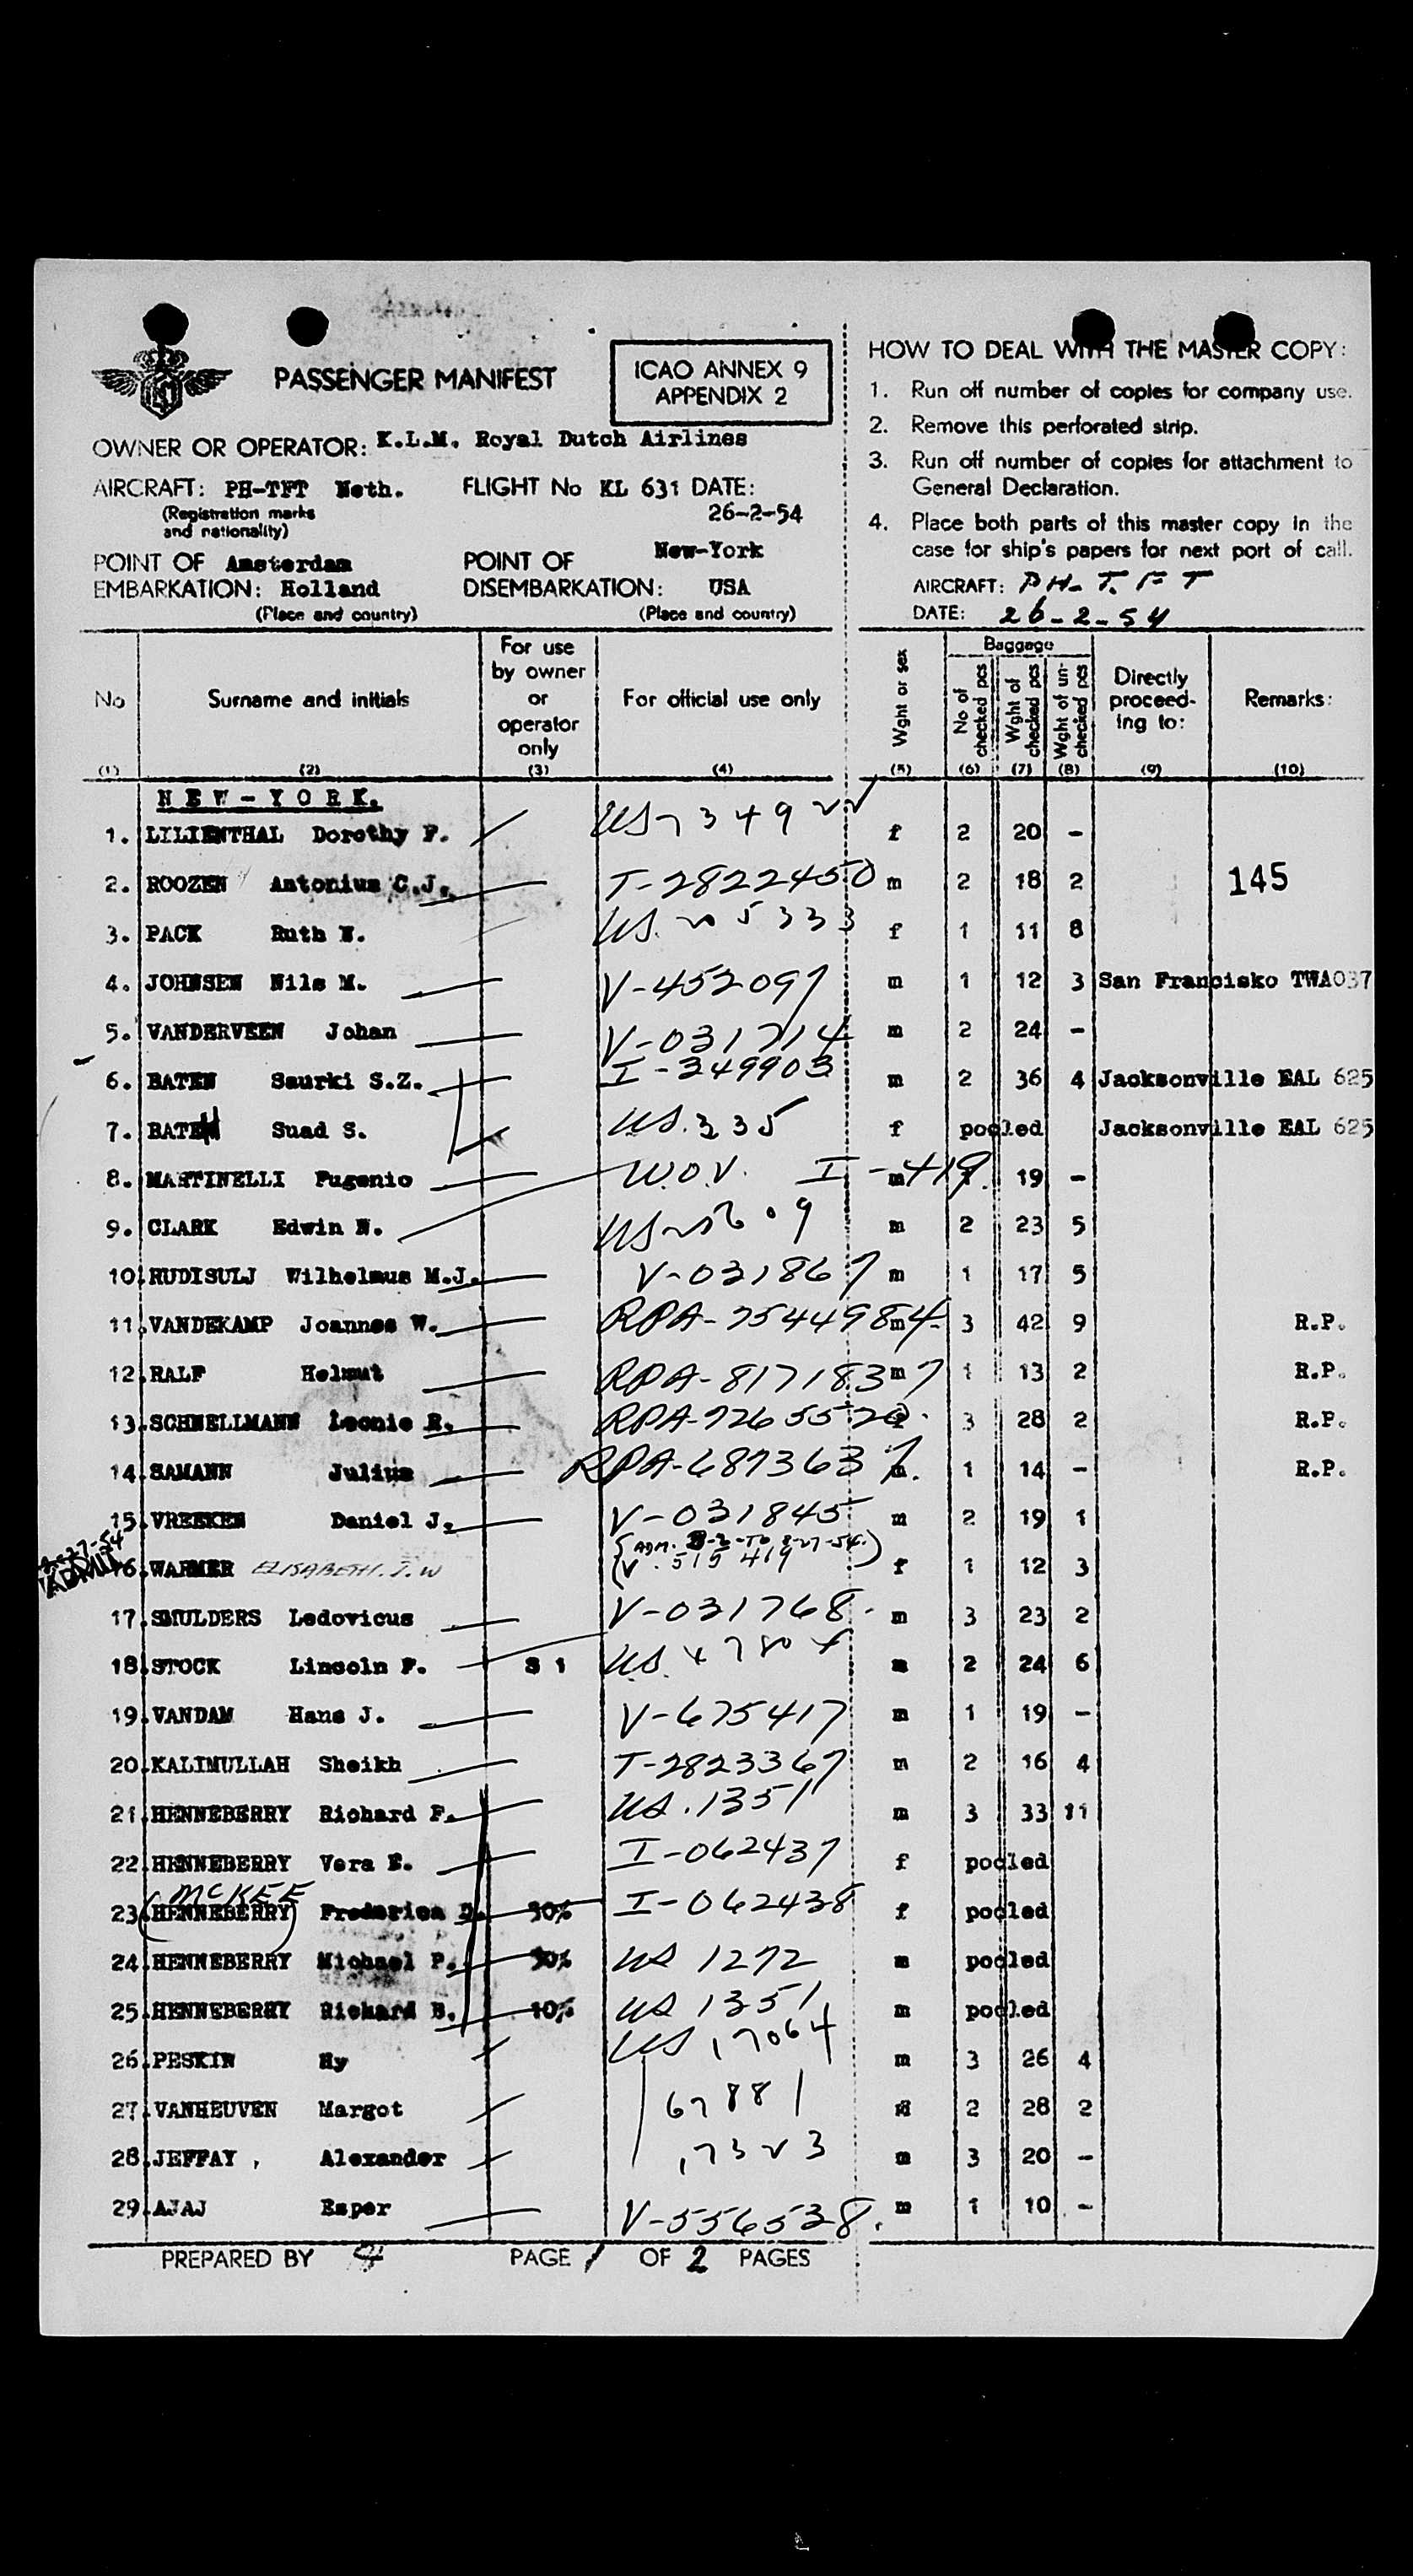 PASSENGER MANIFEST
ICAO ANNEX 9
APPENDIX 2
OWNER OR OPERATOR: K.L.M. Royal Dutch Airlines
AIRCRAFT: PH-TFT Neth. FLIGHT No KL 631 DATE:
(Registration marks
and nationality)
26-2-54
POINT OF Amsterdam POINT OF New-York
EMBARKATION: Holland DISEMBARKATION: USA
(Place and country) (Place and country)
HOW TO DEAL WITH THE MASTER COPY:
1. Run off number of copies for company use.
2. Remove this perforated strip.
3. Run off number of copies for attachment to
General Declaration.
4. Place both parts of this master copy in the
case for ship's papers for next port of call.
AIRCRAFT: PH-T.FT
DATE: 26-2-54
No Surname and initials For use by owner or operator only For official use only Wght or sex Baggage No of checked pcs Wght of checked pcs Wght of un-checked pcs Directly proceed-ing to: Remarks:
(1) (2) (3) (4) (5) (6) (7) (8) (9) (10)
NEW-YORK.
1. LILIENTHAL Dorothy F. f 2 20 -
2. ROOZEN Antonius C.J. T-2822450 m 2 18 2 145
3. PACK Ruth N. f 1 11 8
4. JOHNSEN Nils M. V-452097 m 1 12 3 San Francisko TWA037
5. VANDERVEEN Johan V-031714 m 2 24 -
6. BATEN Saurki S.Z. I-349903 m 2 36 4 Jacksonville EAL 625
7. BATEH Suad S. US.335 f pooled Jacksonville EAL 625
8. MARTINELLI Eugenio W.O.V. I-419. m 19 -
9. CLARK Edwin N. m 2 23 5
10. RUDISULJ Wilhelmus M.J. V-031867 m 1 17 5
11. VANDEKAMP Joannes W. RPA-7544984. m 3 42 9 R.P.
12. RALF Helmut RPA-8171837 m 1 13 2 R.P.
13. SCHNELLMANN Leonie R. 3 28 2 R.P.
14. SAMANN Julius RPA-6873637. m 1 14 - R.P.
15. VREEKEN Daniel J. V-031845 m 2 19 1
16. WARMER ELISABETH. J. W V. 515419 f 1 12 3
17. SMULDERS Ledovicus V-031768. m 3 23 2
18. STOCK Lincoln F. S 1 m 2 24 6
19. VANDAM Hans J. V-675417 m 1 19 -
20. KALIMULLAH Sheikh T-2823367 m 2 16 4
21. HENNEBERRY Richard F. US.1351 m 3 33 11
22. HENNEBERRY Vera E. I-062437 f pooled
MCKEE
23. (HENNEBERRY) Frederica D. 50% I-062438 f pooled
24. HENNEBERRY Michael P. 50% US 1272 m pooled
25. HENNEBERRY Richard B. 10% US 1351 m pooled
26. PESKIN Hy US 17064 m 3 26 4
27. VANHEUVEN Margot 67881 2 28 2
28. JEFFAY, Alexander m 3 20 -
29. AJAJ Esper V-556538. m 1 10 -
PREPARED BY PAGE 1 OF 2 PAGES